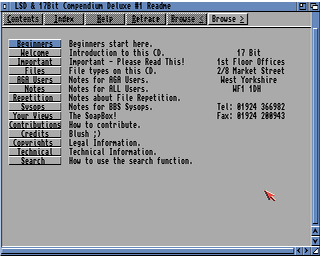 LSD & 17Bit Compendium Deluxe #1 Readme
Contents Index Help Retrace Browse < Browse >
Beginners Beginners start here.
Welcome Introduction to this CD. 17 Bit
Important Important - Please Read This! 1st Floor Offices
Files File types on this CD. 2/8 Market Street
AGA Users Notes for AGA Users. West Yorkshire
Notes Notes for ALL Users. WF1 1DH
Repetition Notes about File Repetition.
Sysops Notes for BBS Sysops. Tel: 01924 366982
Your Views The SoapBox! Fax: 01924 200943
Contributions How to contribute.
Credits Blush ;)
Copyrights Legal Information.
Technical Technical Information.
Search How to use the search function.